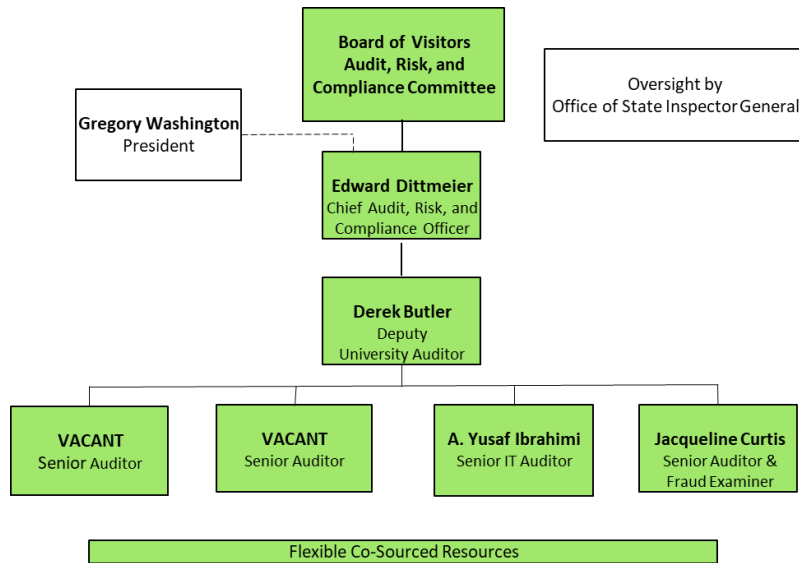 Board of Visitors
Audit, Risk, and
Compliance Committee
Oversight by
Office of State Inspector General
Gregory Washington
President
Edward Dittmeier
Chief Audit, Risk, and
Compliance Officer
Derek Butler
Deputy
University Auditor
VACANT
Senior Auditor
VACANT
Senior Auditor
A. Yusaf Ibrahimi
Senior IT Auditor
Jacqueline Curtis
Senior Auditor &
Fraud Examiner
Flexible Co-Sourced Resources